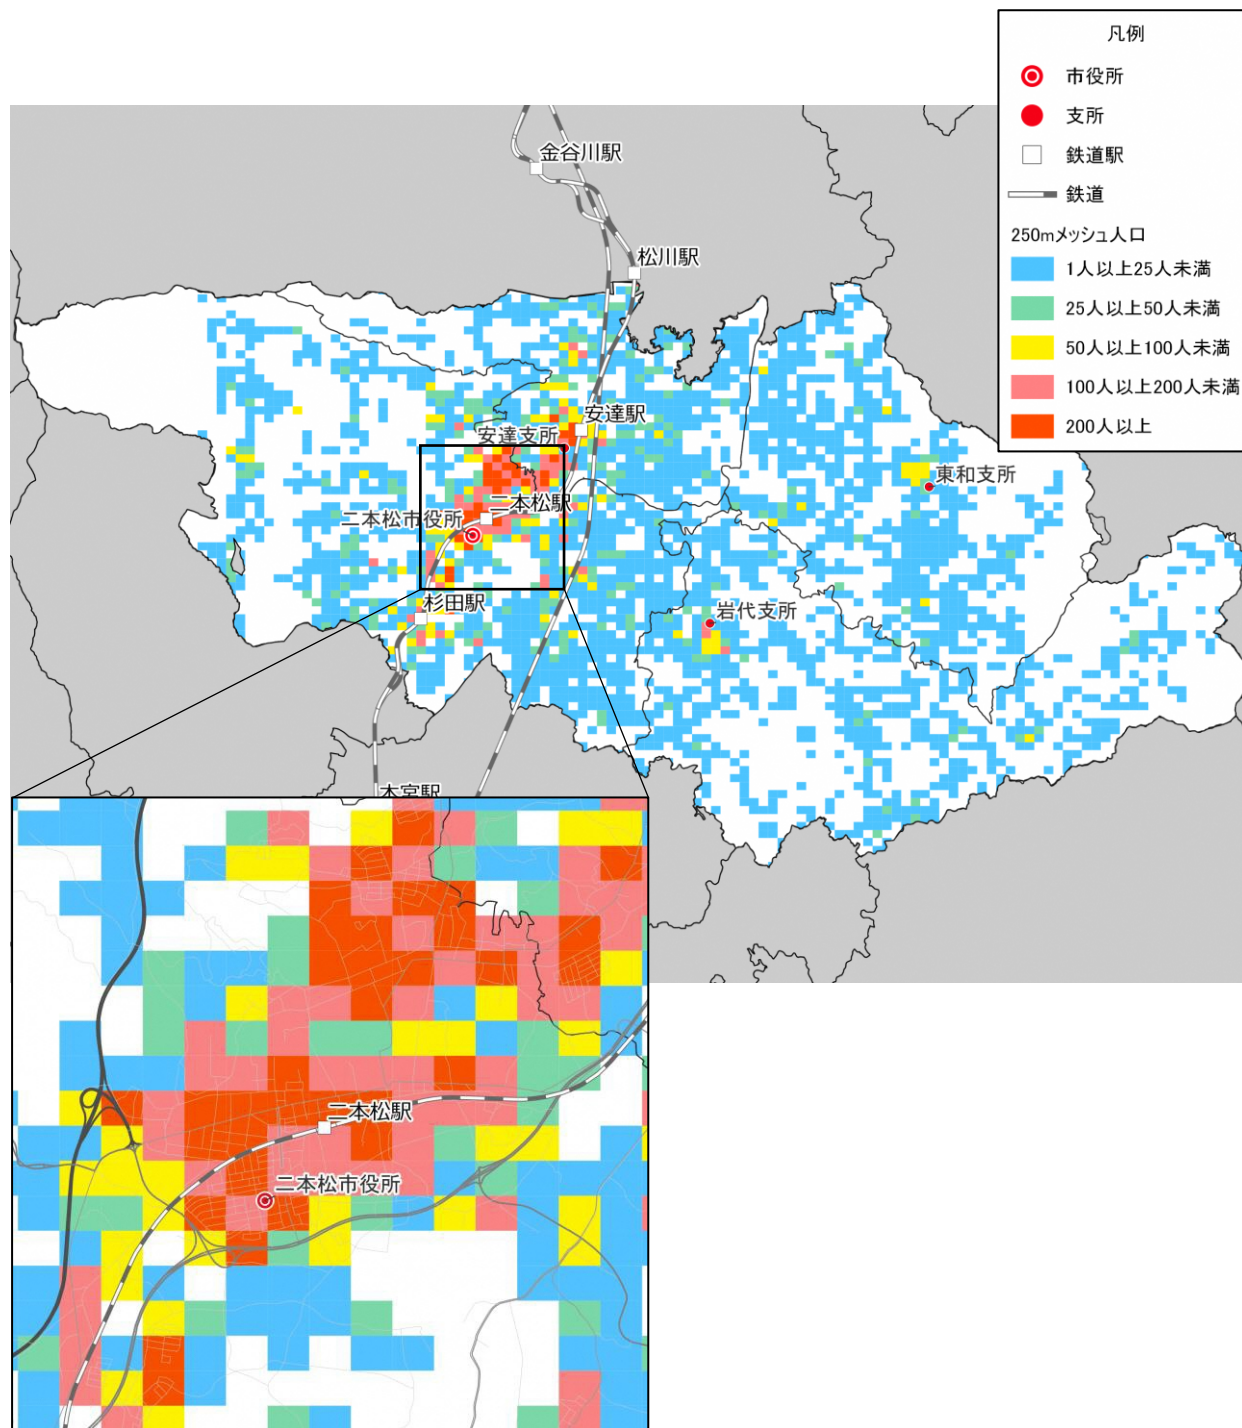 凡例
市役所
支所
鉄道駅
鉄道
250mメッシュ人口
1人以上25人未満
25人以上50人未満
50人以上100人未満
100人以上200人未満
200人以上
金谷川駅
松川駅
安達駅
安達支所
東和支所
二本松駅
二本松市役所
杉田駅
岩代支所
本宮駅
二本松駅
二本松市役所